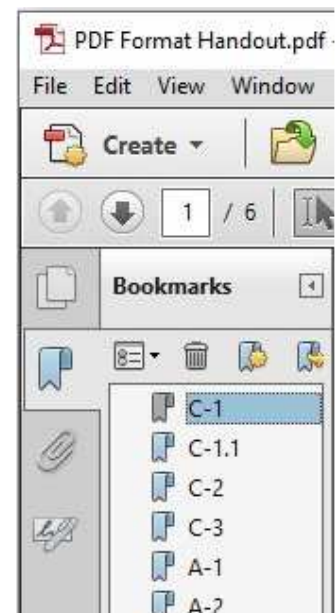 PDF Format Handout.pdf -
File Edit View Window
Create
1 / 6
Bookmarks
C-1
C-1.1
C-2
C-3
A-1
A-2